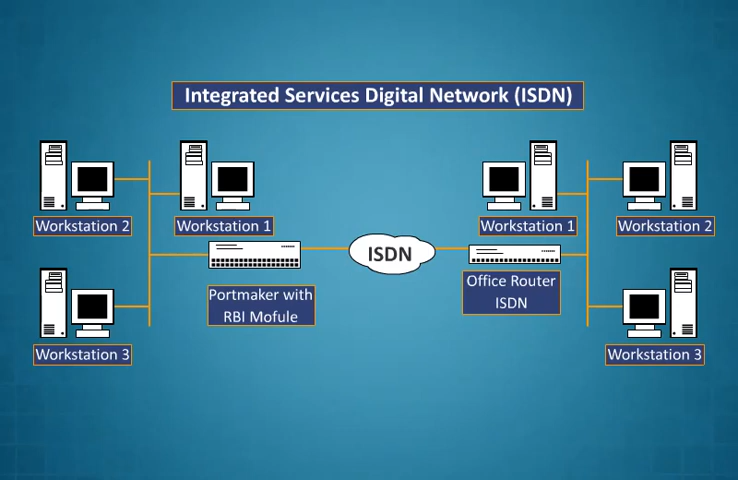 Integrated Services Digital Network (ISDN)
Workstation 2
Workstation 1
Workstation 1
Workstation 2
ISDN
Portmaker with
RBI Mofule
Office Router
ISDN
Workstation 3
Workstation 3